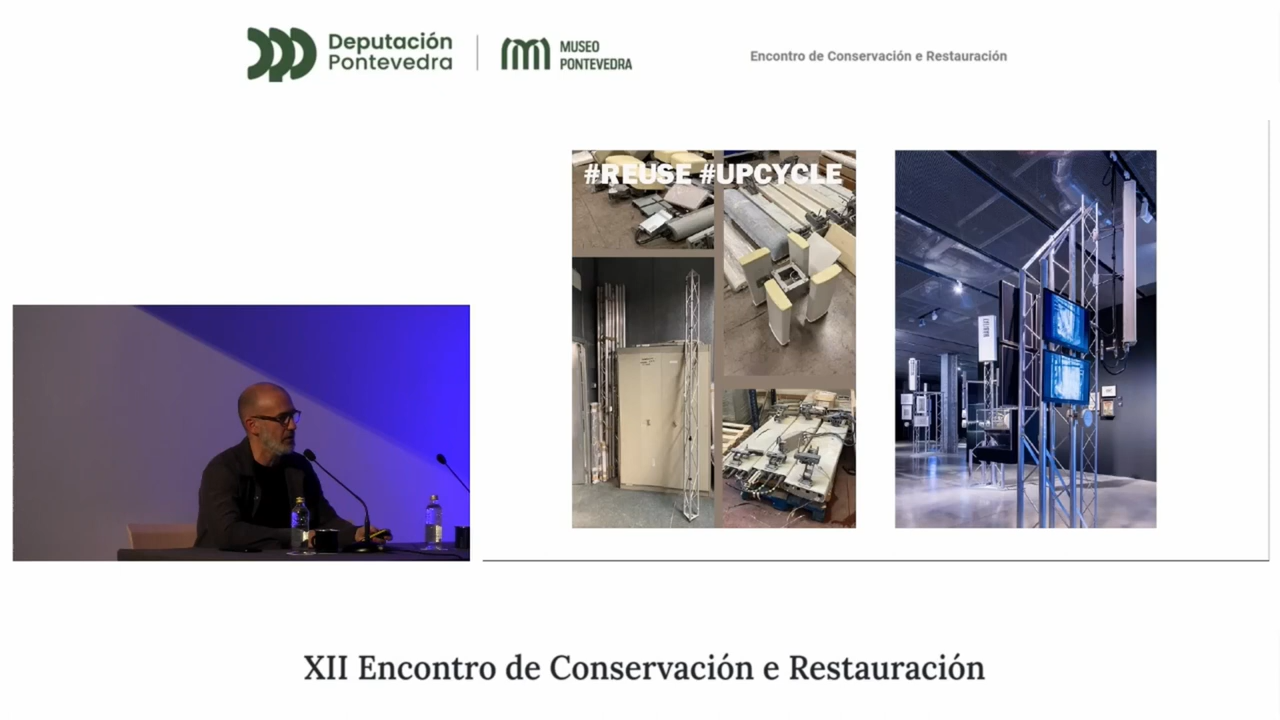 Deputación
Pontevedra
MUSEO
PONTEVEDRA
Encontro de Conservación e Restauración
#REUSE #UPCYCLE
XII Encontro de Conservación e Restauración